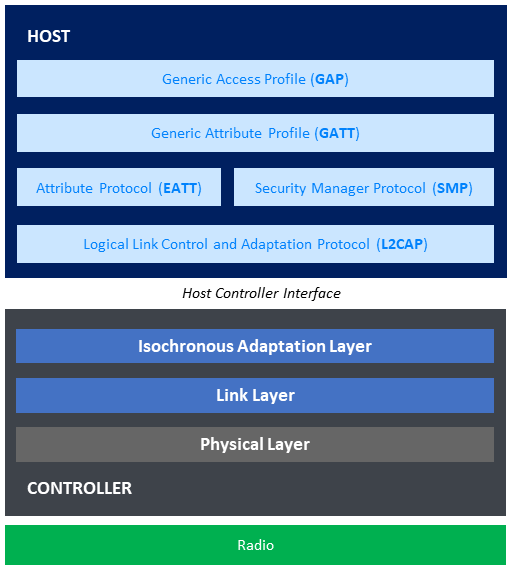 HOST
Generic Access Profile (GAP)
Generic Attribute Profile (GATT)
Attribute Protocol (EATT)
Security Manager Protocol (SMP)
Logical Link Control and Adaptation Protocol (L2CAP)
Host Controller Interface
Isochronous Adaptation Layer
Link Layer
Physical Layer
CONTROLLER
Radio